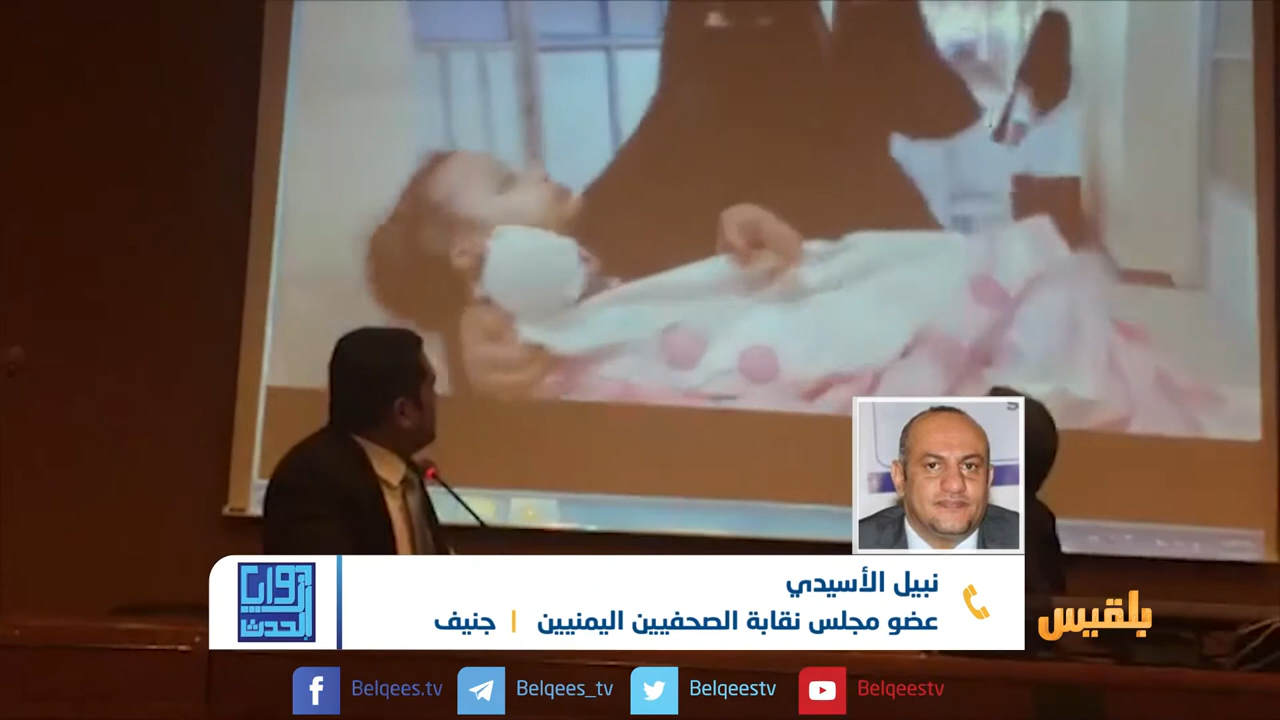 نبيل الأسيدي
عضو مجلس نقابة الصحفيين اليمنيين | جنيف
زوايا الحدث
بلقيس
Belqees.tv
Belqees_tv
Belqeestv
Belqeestv